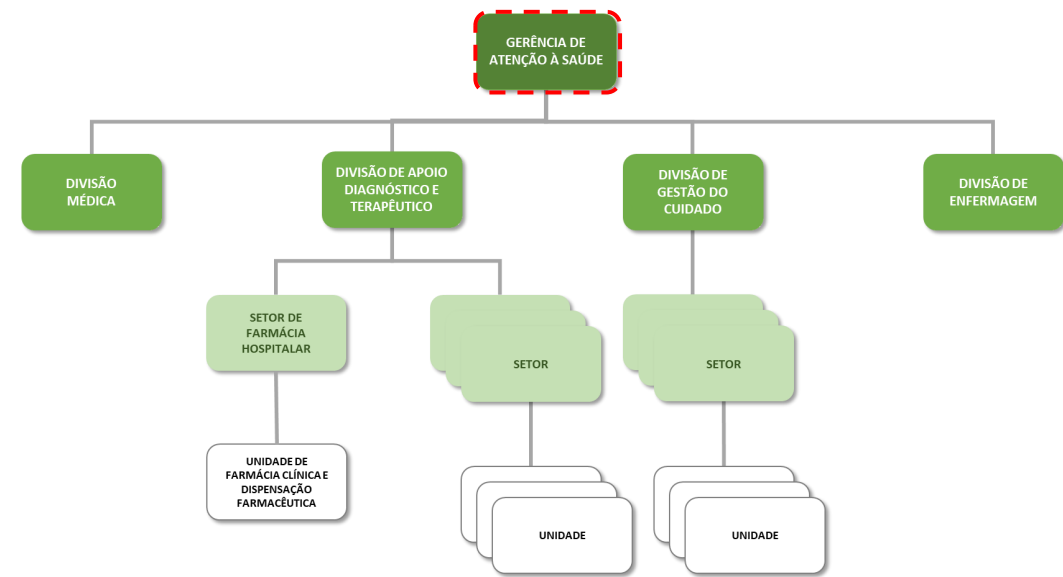 GERÊNCIA DE
ATENÇÃO À SAÚDE
DIVISÃO
MÉDICA
DIVISÃO DE APOIO
DIAGNÓSTICO E
TERAPÊUTICO
DIVISÃO DE
GESTÃO DO
CUIDADO
DIVISÃO DE
ENFERMAGEM
SETOR DE
FARMÁCIA
HOSPITALAR
SETOR
SETOR
UNIDADE DE
FARMÁCIA CLÍNICA E
DISPENSAÇÃO
FARMACÊUTICA
UNIDADE
UNIDADE